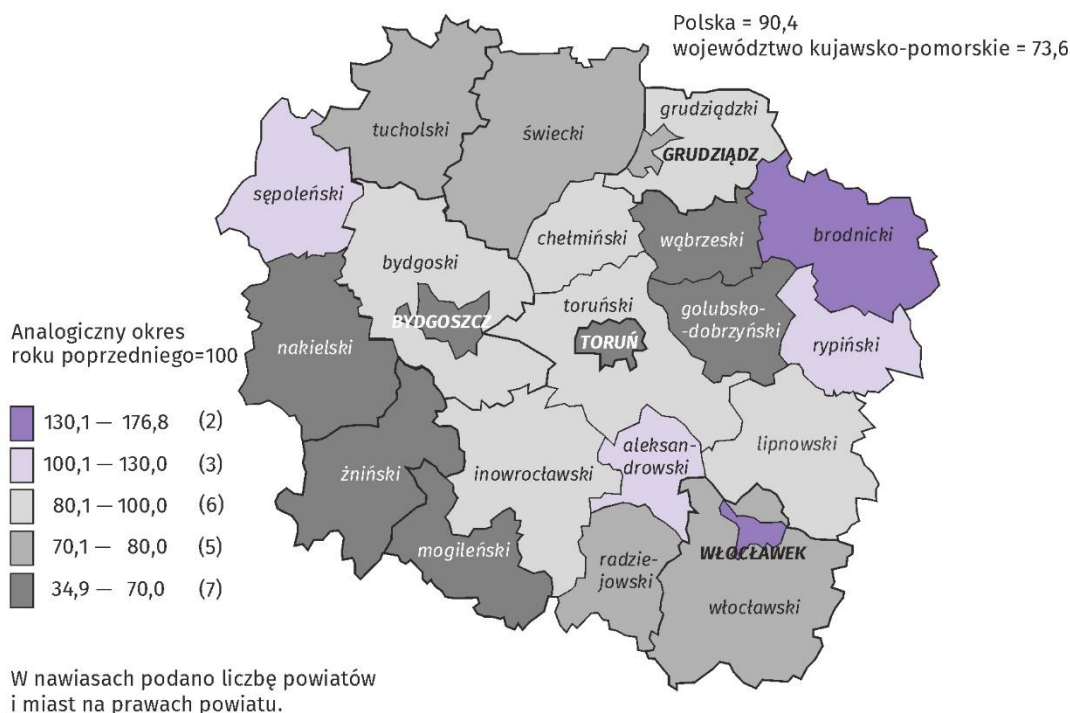 Polska = 90,4
województwo kujawsko-pomorskie = 73,6
grudziądzki
tucholski
świecki
GRUDZIĄDZ
sępoleński
brodnicki
chełmiński
wąbrzeski
bydgoski
toruński
golubsko-
-dobrzyński
BYDGOSZCZ
TORUŃ
nakielski
rypiński
lipnowski
aleksan-
drowski
żniński
inowrocławski
mogileński
radzie-
jowski
WŁOCŁAWEK
włocławski
Analogiczny okres
roku poprzedniego=100
130,1 — 176,8 (2)
100,1 — 130,0 (3)
80,1 — 100,0 (6)
70,1 — 80,0 (5)
34,9 — 70,0 (7)
W nawiasach podano liczbę powiatów
i miast na prawach powiatu.